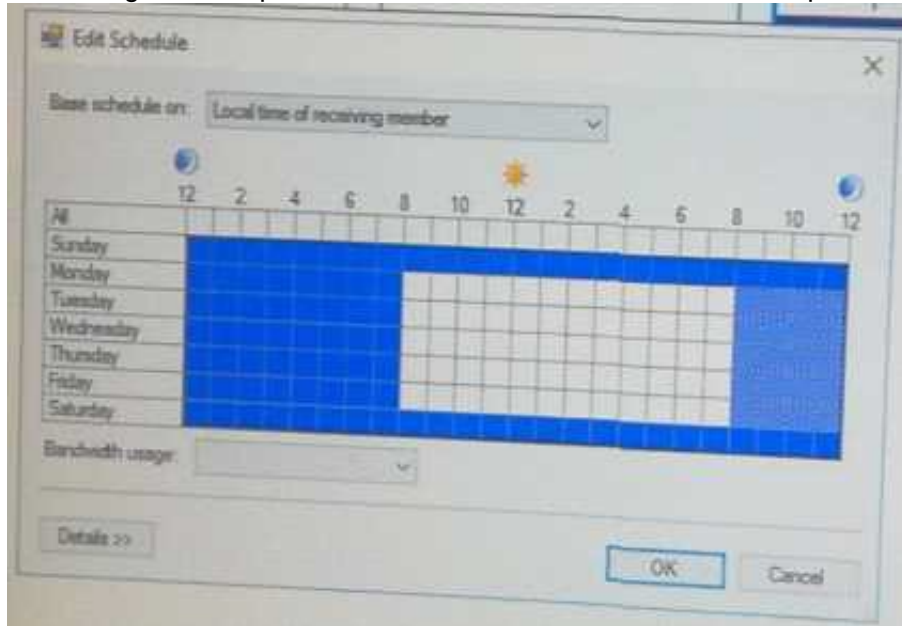 Edit Schedule
Base schedule on: Local time of receiving member
12 2 4 6 8 10 12 2 4 6 8 10 12
All
Sunday
Monday
Tuesday
Wednesday
Thursday
Friday
Saturday
Bandwidth usage:
Details >>
OK Cancel